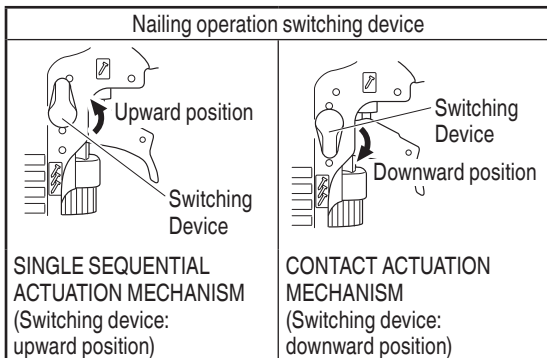 Nailing operation switching device
Upward position
Switching
Device
SINGLE SEQUENTIAL
ACTUATION MECHANISM
(Switching device:
upward position)
Switching
Device
Downward position
CONTACT ACTUATION
MECHANISM
(Switching device:
downward position)